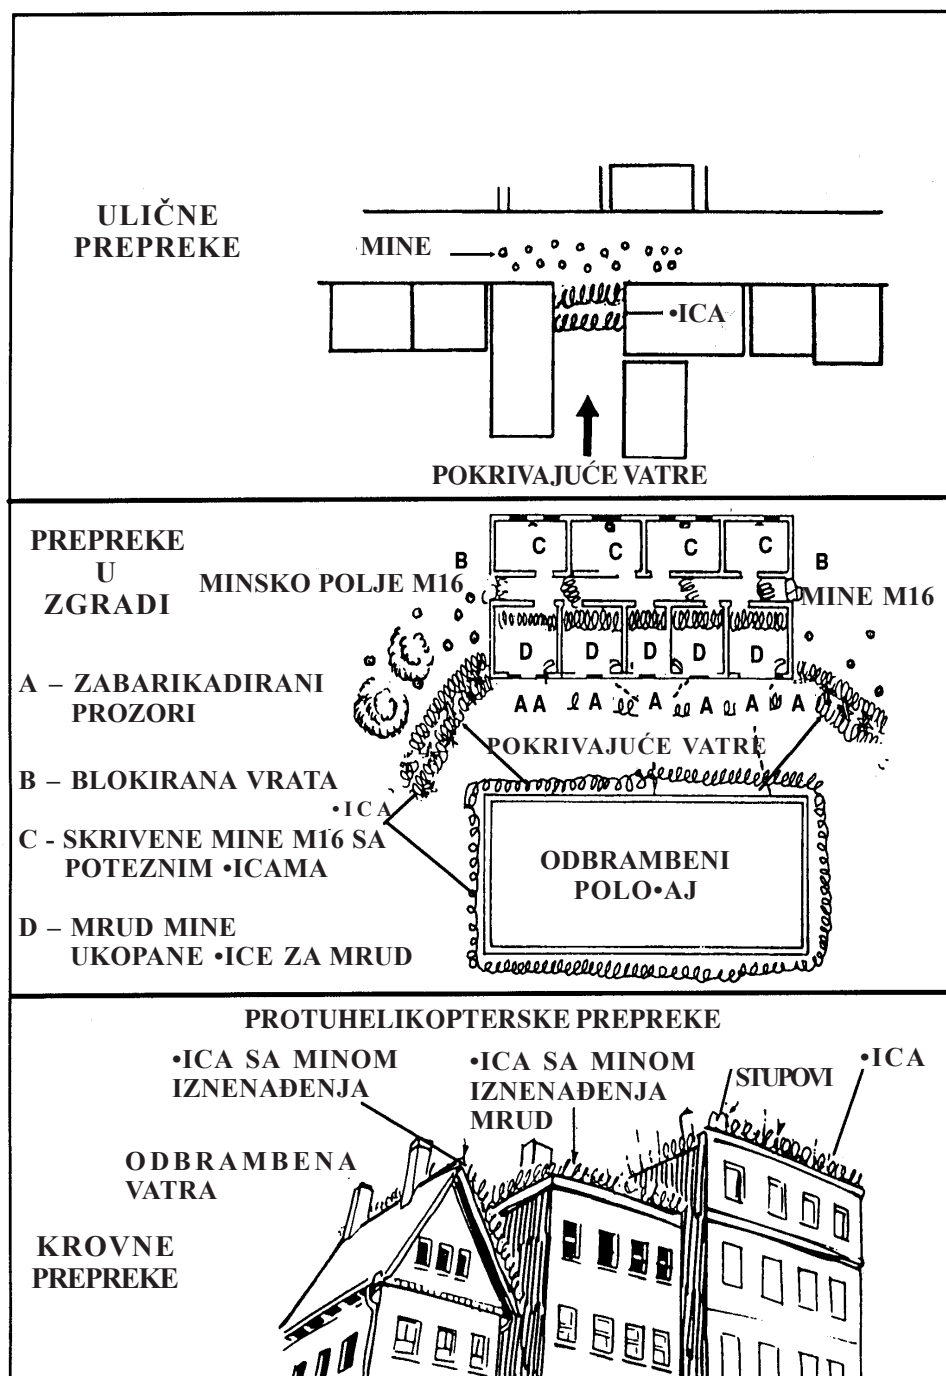 ULIČNE
PREPREKE
MINE
•ICA
POKRIVAJUĆE VATRE
PREPREKE
U
ZGRADI
B
MINSKO POLJE M16
C
C
C
C
B
MINE M16
D
D
D
D
D
A – ZABARIKADIRANI
PROZORI
A A
A
A
A
A
A
POKRIVAJUĆE VATRE
B – BLOKIRANA VRATA
•ICA
C - SKRIVENE MINE M16 SA
POTEZNIM •ICAMA
ODBRAMBENI
POLO•AJ
D – MRUD MINE
UKOPANE •ICE ZA MRUD
PROTUHELIKOPTERSKE PREPREKE
•ICA SA MINOM
IZNENAĐENJA
•ICA SA MINOM
IZNENAĐENJA
MRUD
STUPOVI
•ICA
ODBRAMBENA
VATRA
KROVNE
PREPREKE